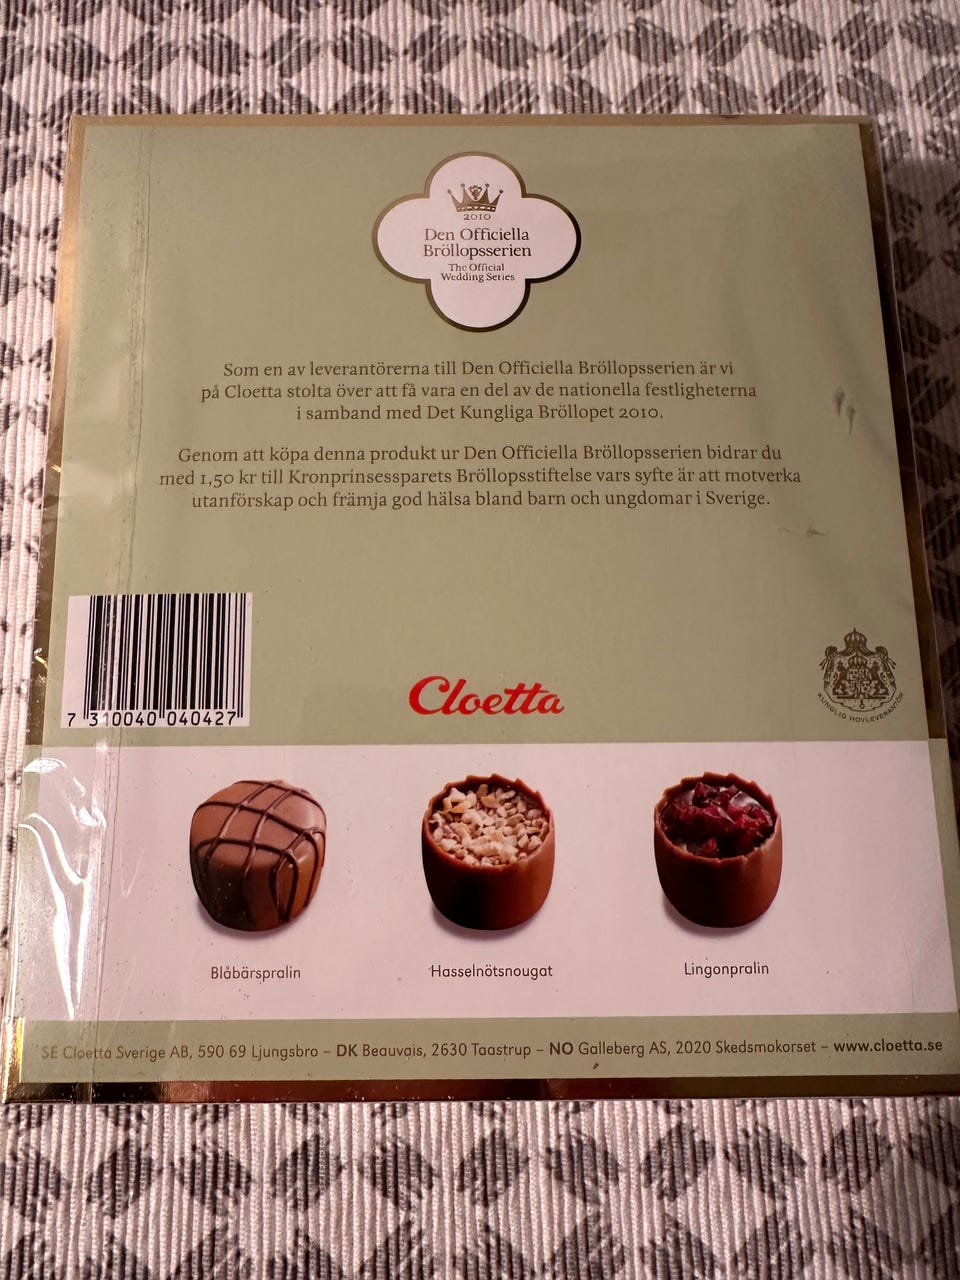 2010
Den Officiella
Bröllopsserien
The Official
Wedding Series
Som en av leverantörerna till Den Officiella Bröllopsserien är vi
på Cloetta stolta över att få vara en del av de nationella festligheterna
i samband med Det Kungliga Bröllopet 2010.
Genom att köpa denna produkt ur Den Officiella Bröllopsserien bidrar du
med 1,50 kr till Kronprinsessparets Bröllopsstiftelse vars syfte är att motverka
utanförskap och främja god hälsa bland barn och ungdomar i Sverige.
7 310040 040427
Cloetta
KUNGLIG HOVLEVERANTÖR
Blåbärspralin
Hasselnötsnougat
Lingonpralin
SE Cloetta Sverige AB, 590 69 Ljungsbro – DK Beauvais, 2630 Taastrup – NO Galleberg AS, 2020 Skedsmokorset – www.cloetta.se